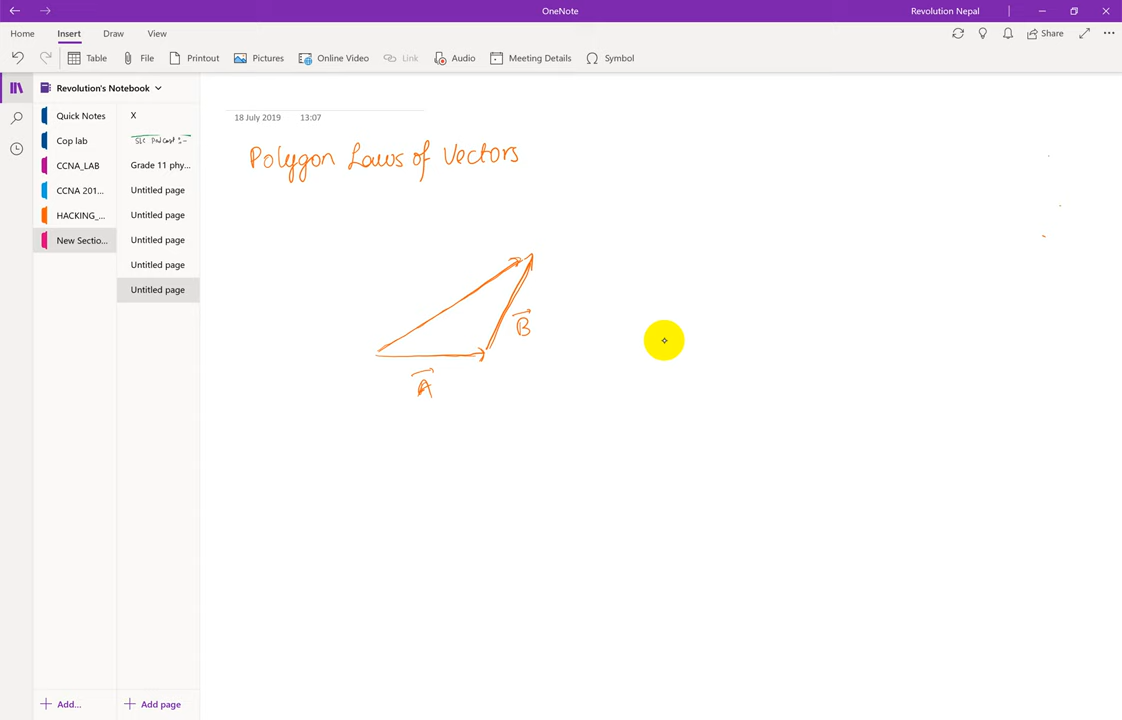 OneNote
Revolution Nepal
Home
Insert
Draw
View
Share
Table
File
Printout
Pictures
Online Video
Link
Audio
Meeting Details
Symbol
Revolution's Notebook
Quick Notes
Cop lab
CCNA_LAB
CCNA 201...
HACKING_...
New Sectio...
X
Grade 11 phy...
Untitled page
Untitled page
Untitled page
Untitled page
Untitled page
18 July 2019 13:07
Polygon Laws of Vectors
B
A
Add...
Add page